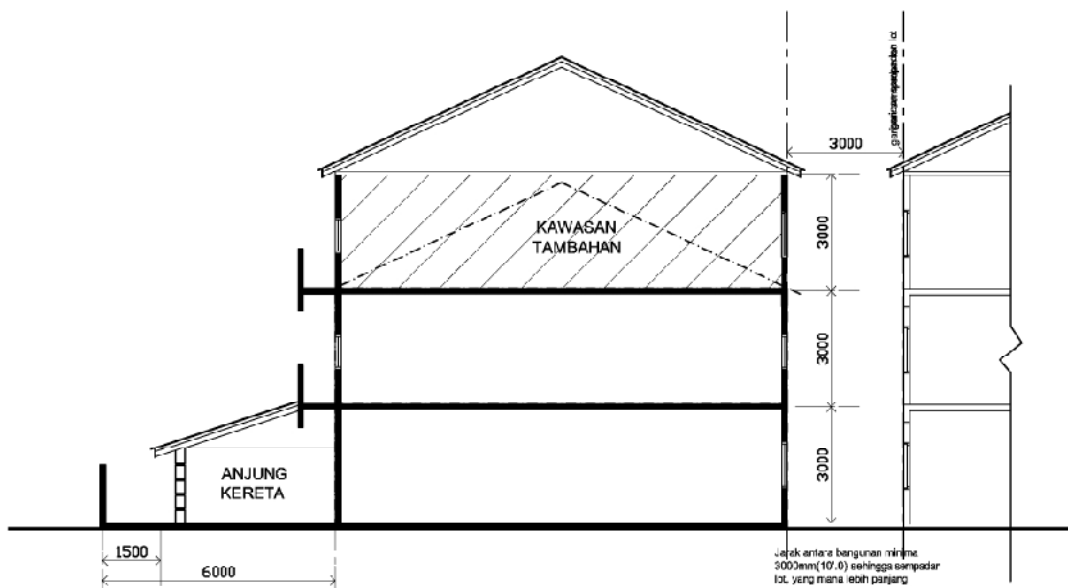 3000
KAWASAN
TAMBAHAN
3000
3000
3000
ANJUNG
KERETA
1500
6000
Jarak antara bangunan minima
3000mm(10'.0) sehingga sempadan
lot. yang mana lebih panjang